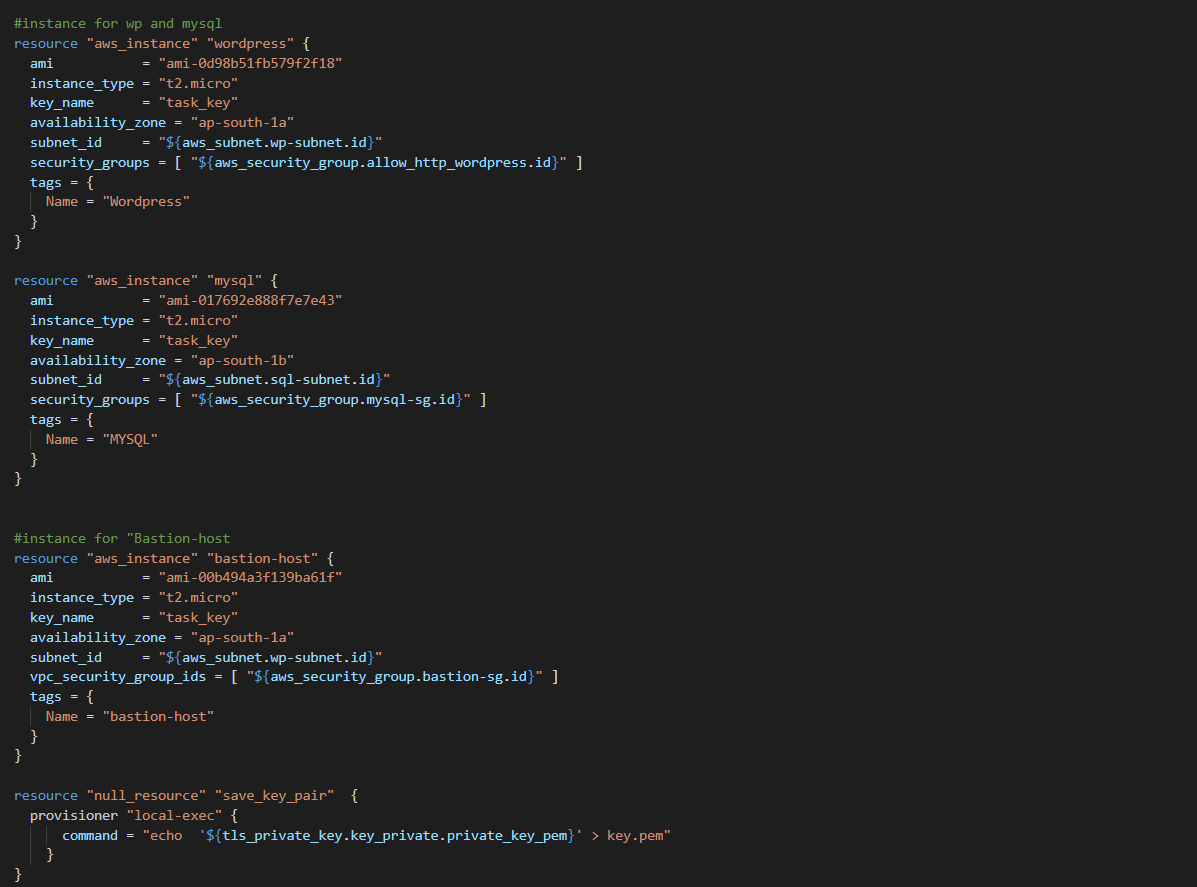 #instance for wp and mysql
resource "aws_instance" "wordpress" {
  ami           = "ami-0d98b51fb579f2f18"
  instance_type = "t2.micro"
  key_name      = "task_key"
  availability_zone = "ap-south-1a"
  subnet_id     = "${aws_subnet.wp-subnet.id}"
  security_groups = [ "${aws_security_group.allow_http_wordpress.id}" ]
  tags = {
    Name = "Wordpress"
  }
}

resource "aws_instance" "mysql" {
  ami           = "ami-017692e888f7e7e43"
  instance_type = "t2.micro"
  key_name      = "task_key"
  availability_zone = "ap-south-1b"
  subnet_id     = "${aws_subnet.sql-subnet.id}"
  security_groups = [ "${aws_security_group.mysql-sg.id}" ]
  tags = {
    Name = "MYSQL"
  }
}


#instance for "Bastion-host
resource "aws_instance" "bastion-host" {
  ami           = "ami-00b494a3f139ba61f"
  instance_type = "t2.micro"
  key_name      = "task_key"
  availability_zone = "ap-south-1a"
  subnet_id     = "${aws_subnet.wp-subnet.id}"
  vpc_security_group_ids = [ "${aws_security_group.bastion-sg.id}" ]
  tags = {
    Name = "bastion-host"
  }
}

resource "null_resource" "save_key_pair"  {
  provisioner "local-exec" {
      command = "echo  '${tls_private_key.key_private.private_key_pem}' > key.pem"
    }
}